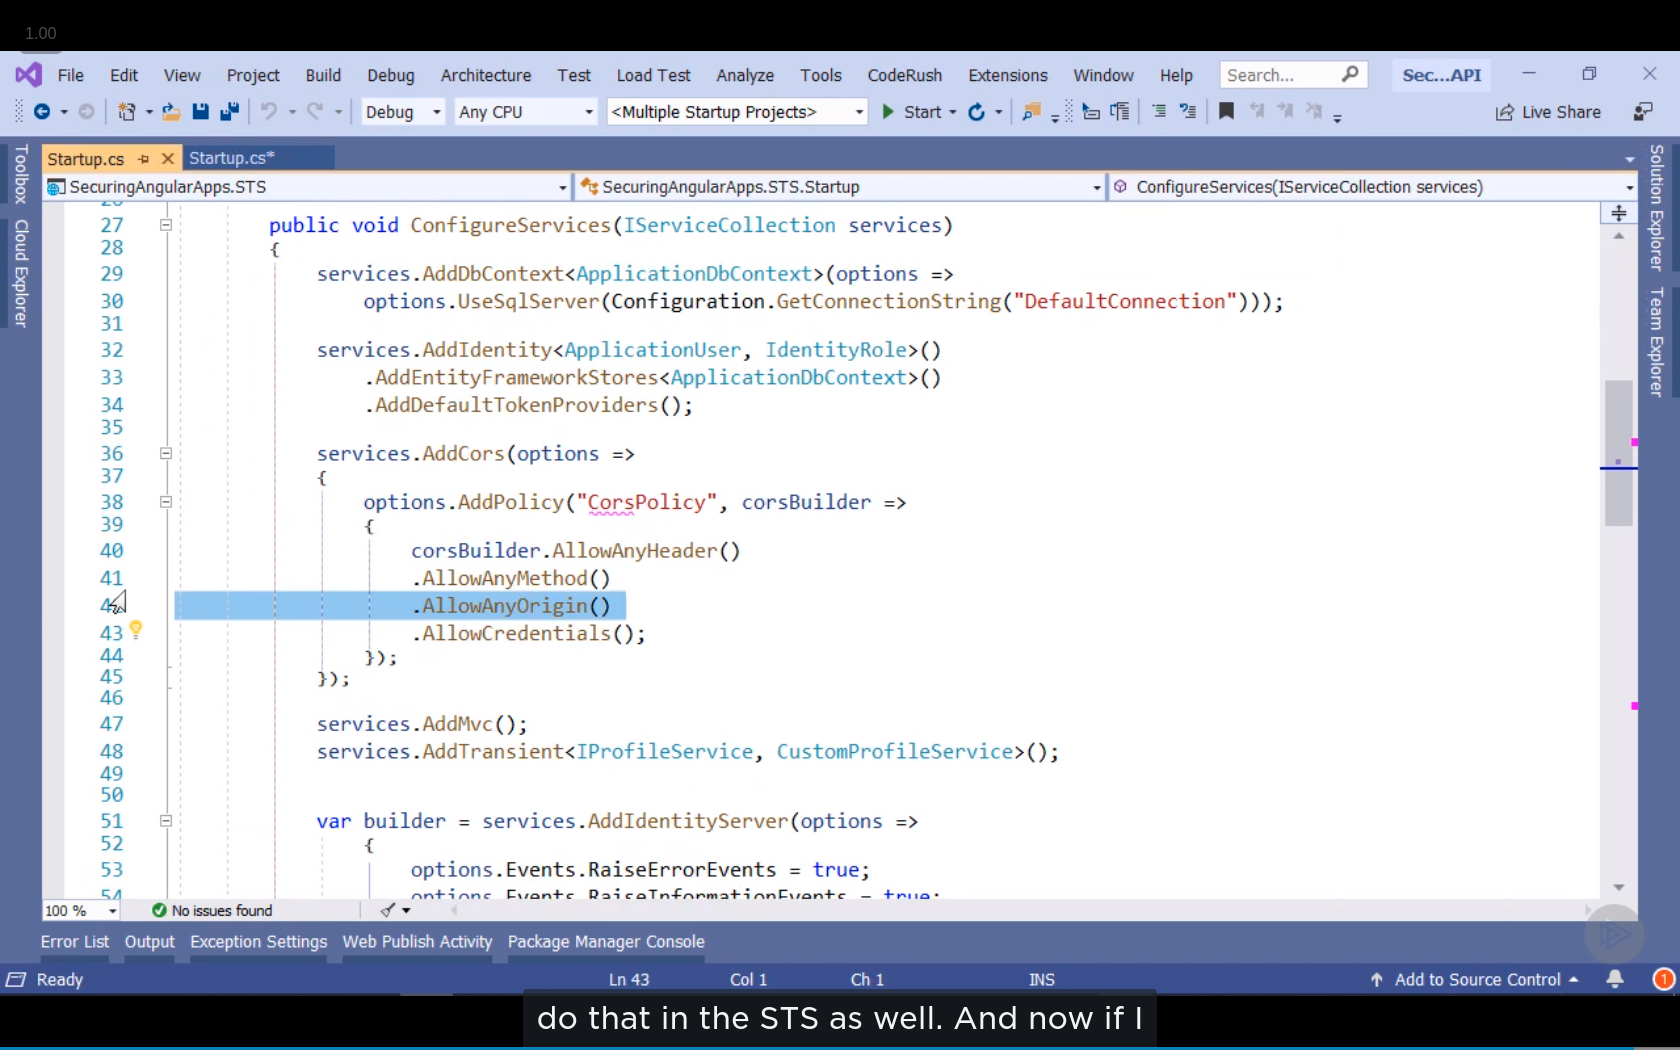 1.00
File Edit View Project Build Debug Architecture Test Load Test Analyze Tools CodeRush Extensions Window Help Search... Sec...API
Debug Any CPU <Multiple Startup Projects> Start Live Share
Toolbox
Cloud Explorer
Startup.cs Startup.cs*
SecuringAngularApps.STS SecuringAngularApps.STS.Startup ConfigureServices(IServiceCollection services)
27 public void ConfigureServices(IServiceCollection services)
28 {
29 services.AddDbContext<ApplicationDbContext>(options =>
30 options.UseSqlServer(Configuration.GetConnectionString("DefaultConnection")));
31
32 services.AddIdentity<ApplicationUser, IdentityRole>()
33 .AddEntityFrameworkStores<ApplicationDbContext>()
34 .AddDefaultTokenProviders();
35
36 services.AddCors(options =>
37 {
38 options.AddPolicy("CorsPolicy", corsBuilder =>
39 {
40 corsBuilder.AllowAnyHeader()
41 .AllowAnyMethod()
.AllowAnyOrigin()
43 .AllowCredentials();
44 });
45 });
46
47 services.AddMvc();
48 services.AddTransient<IProfileService, CustomProfileService>();
49
50
51 var builder = services.AddIdentityServer(options =>
52 {
53 options.Events.RaiseErrorEvents = true;
54 options.Events.RaiseInformationEvents = true;
Solution Explorer
Team Explorer
100 % No issues found
Error List Output Exception Settings Web Publish Activity Package Manager Console
Ready Ln 43 Col 1 Ch 1 INS Add to Source Control 1
do that in the STS as well. And now if I